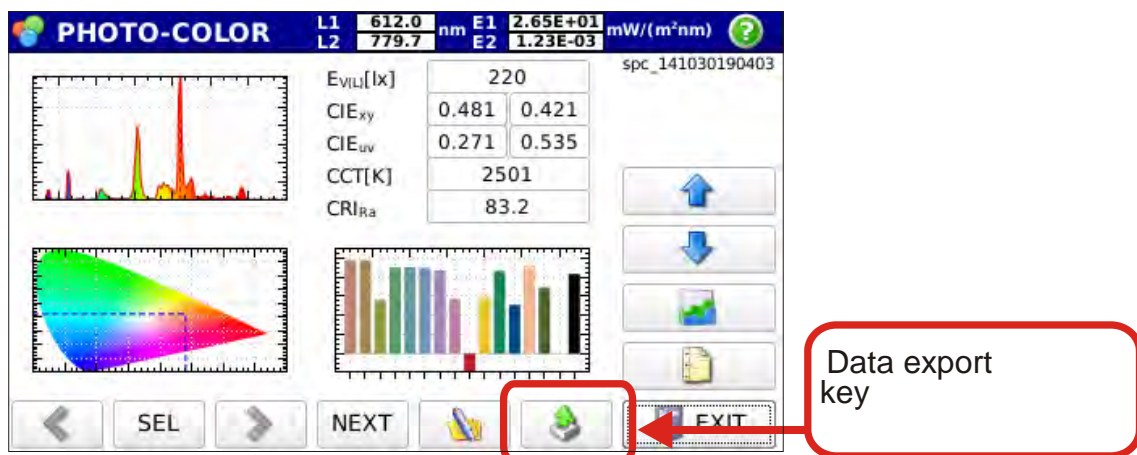 PHOTO-COLOR
L1 612.0 nm E1 2.65E+01 mW/(m²nm)
L2 779.7 E2 1.23E-03
spc_141030190403
EV(L)[lx] 220
CIExy 0.481 0.421
CIEuv 0.271 0.535
CCT[K] 2501
CRIRa 83.2
Data export
key
SEL NEXT EXIT